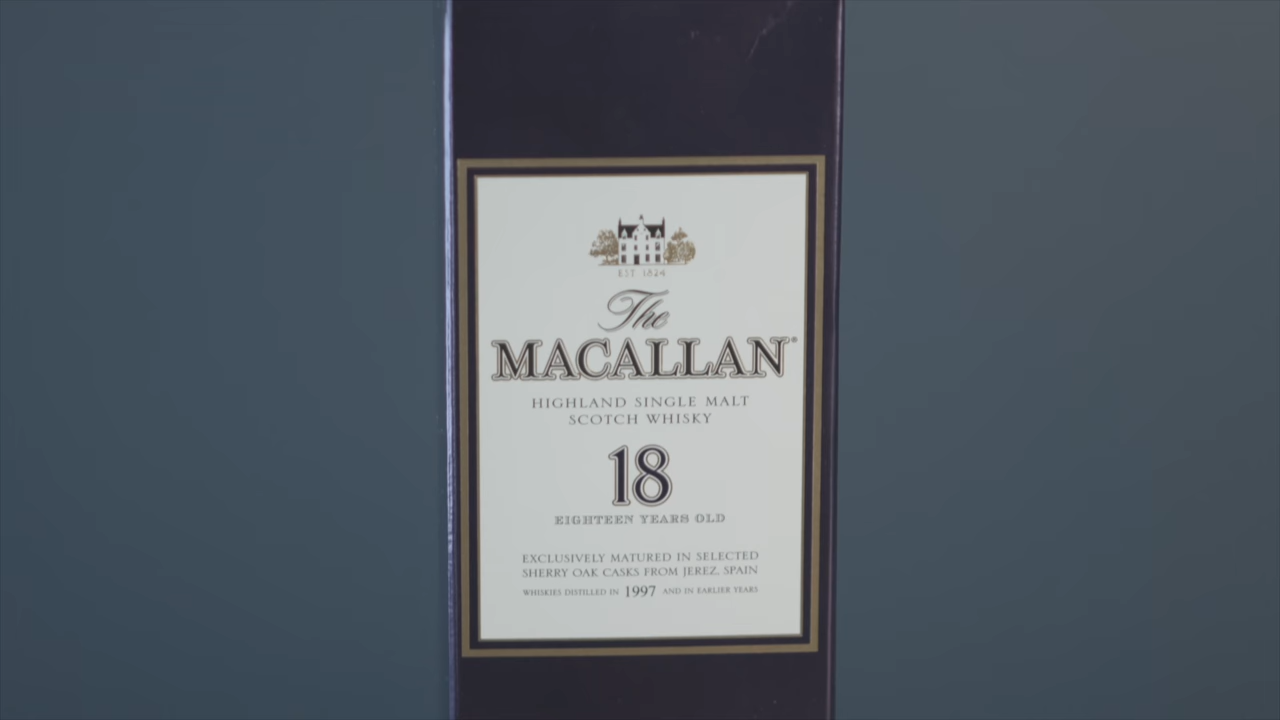 EST 1824
The
MACALLAN®
HIGHLAND SINGLE MALT
SCOTCH WHISKY
18
EIGHTEEN YEARS OLD
EXCLUSIVELY MATURED IN SELECTED
SHERRY OAK CASKS FROM JEREZ, SPAIN
WHISKIES DISTILLED IN 1997 AND IN EARLIER YEARS